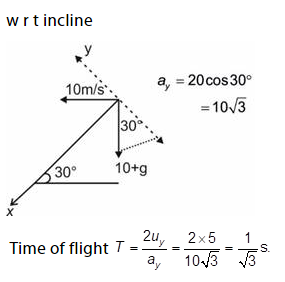 w r t incline
y
10m/s
a_y = 20cos30°
= 10√3
30°
30°
10+g
x
Time of flight T = 2u_y / a_y = 2×5 / 10√3 = 1 / √3 s.